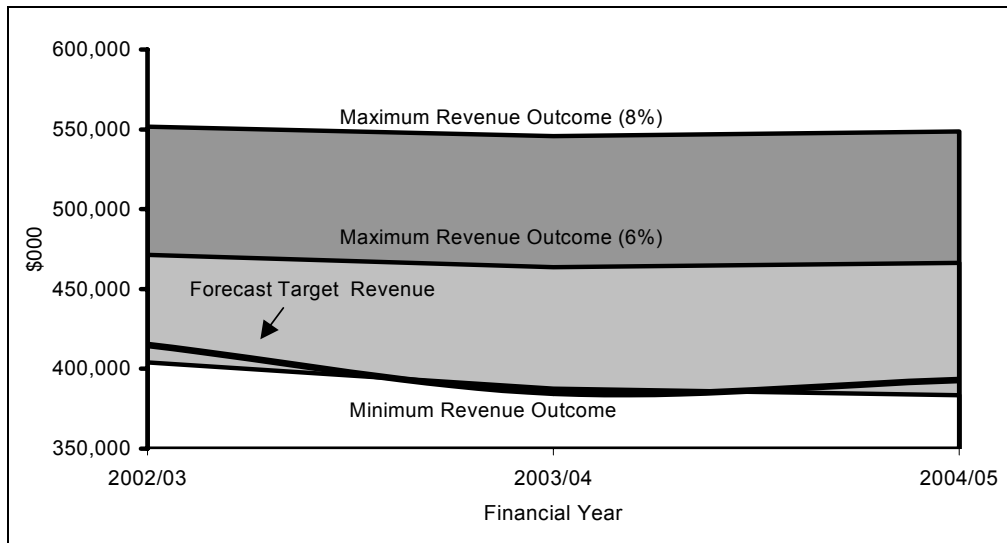 600,000
550,000
500,000
450,000
400,000
350,000
$000
Maximum Revenue Outcome (8%)
Maximum Revenue Outcome (6%)
Forecast Target Revenue
Minimum Revenue Outcome
2002/03
2003/04
2004/05
Financial Year